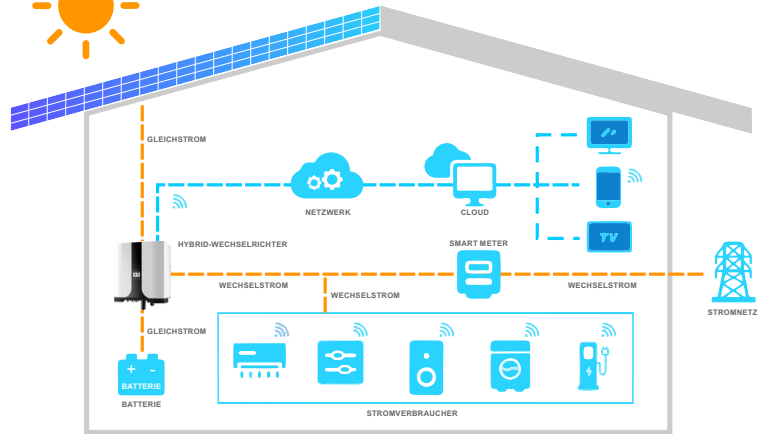 GLEICHSTROM
NETZWERK
CLOUD
TV
HYBRID-WECHSELRICHTER
SMART METER
WECHSELSTROM
WECHSELSTROM
WECHSELSTROM
STROMNETZ
GLEICHSTROM
+ -
BATTERIE
BATTERIE
STROMVERBRAUCHER